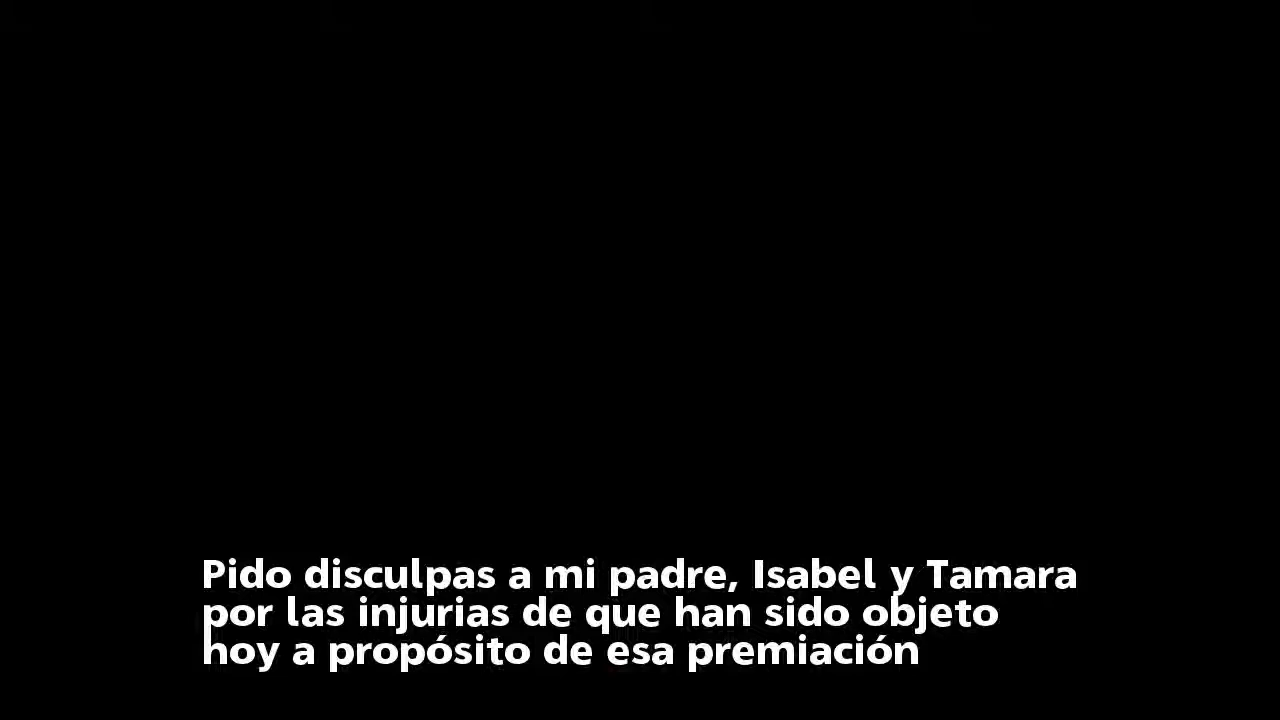 Pido disculpas a mi padre, Isabel y Tamara
por las injurias de que han sido objeto
hoy a propósito de esa premiación